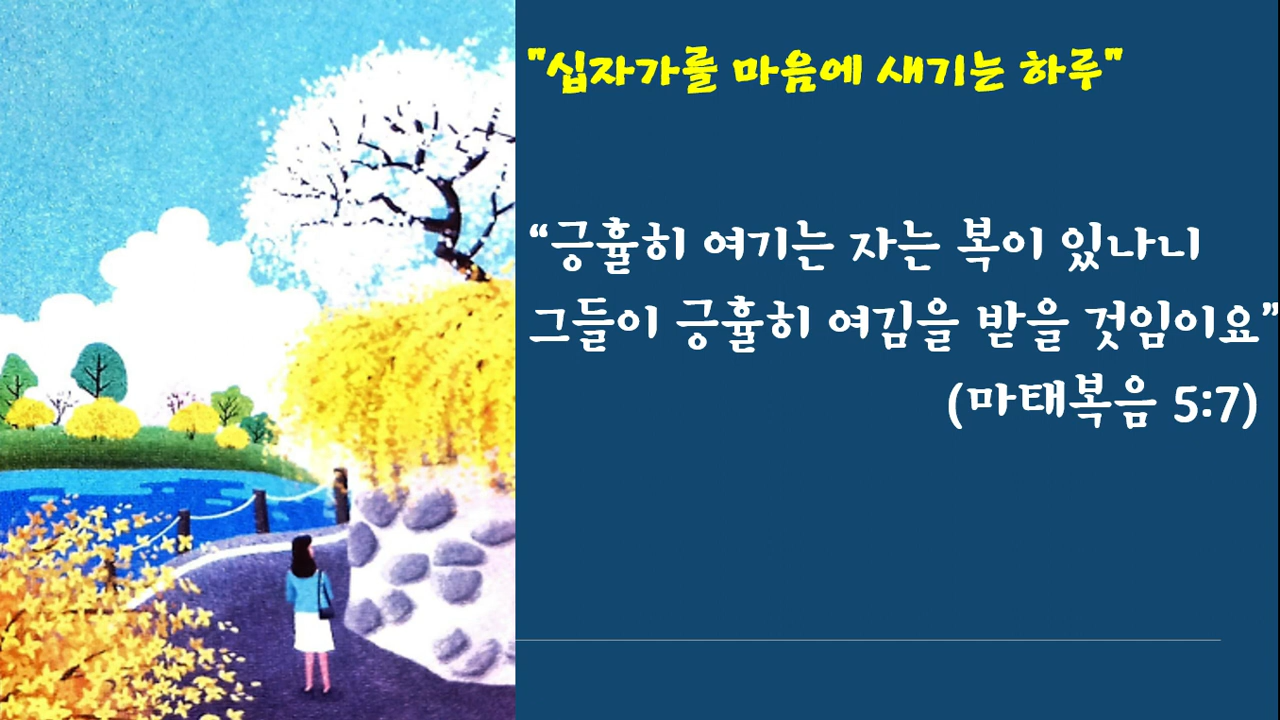 "십자가를 마음에 새기는 하루"
“긍휼히 여기는 자는 복이 있나니
그들이 긍휼히 여김을 받을 것임이요”
(마태복음 5:7)